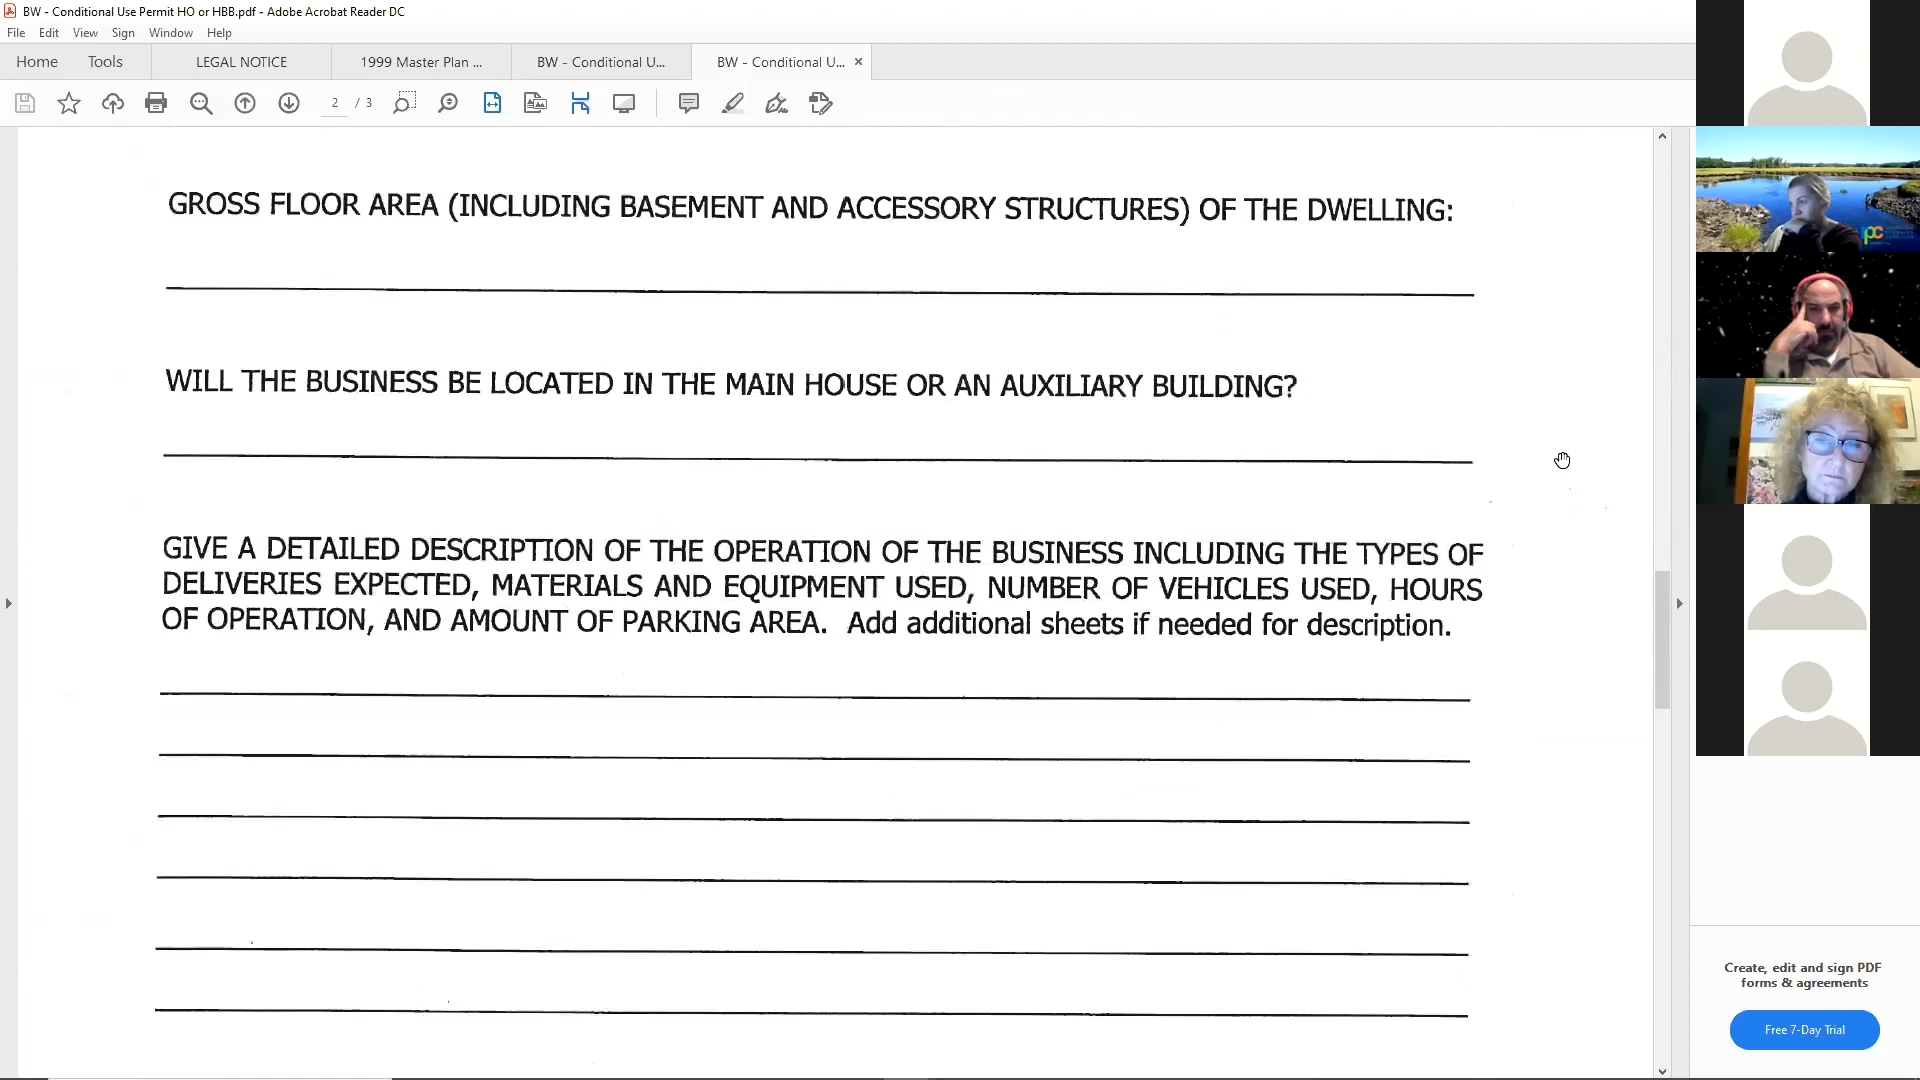 BW - Conditional Use Permit HO or HBB.pdf - Adobe Acrobat Reader DC
File Edit View Sign Window Help
Home Tools LEGAL NOTICE 1999 Master Plan ... BW - Conditional U... BW - Conditional U... ×
2 / 3
GROSS FLOOR AREA (INCLUDING BASEMENT AND ACCESSORY STRUCTURES) OF THE DWELLING:
WILL THE BUSINESS BE LOCATED IN THE MAIN HOUSE OR AN AUXILIARY BUILDING?
GIVE A DETAILED DESCRIPTION OF THE OPERATION OF THE BUSINESS INCLUDING THE TYPES OF
DELIVERIES EXPECTED, MATERIALS AND EQUIPMENT USED, NUMBER OF VEHICLES USED, HOURS
OF OPERATION, AND AMOUNT OF PARKING AREA. Add additional sheets if needed for description.
pc
Create, edit and sign PDF
forms & agreements
Free 7-Day Trial